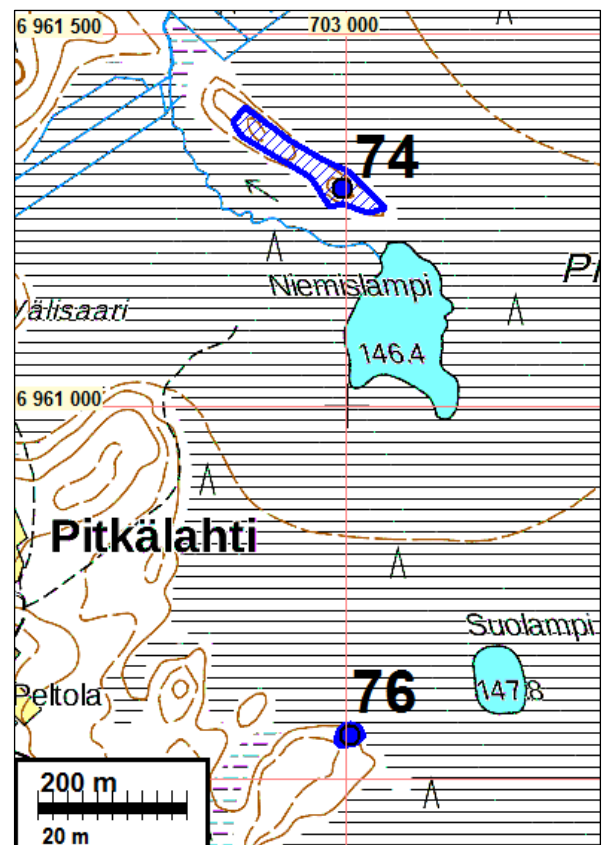 6 961 500
703 000
74
Niemislampi
Pi
älisaari
146.4
6 961 000
Pitkälahti
Suolampi
147.8
76
Peltola
200 m
20 m